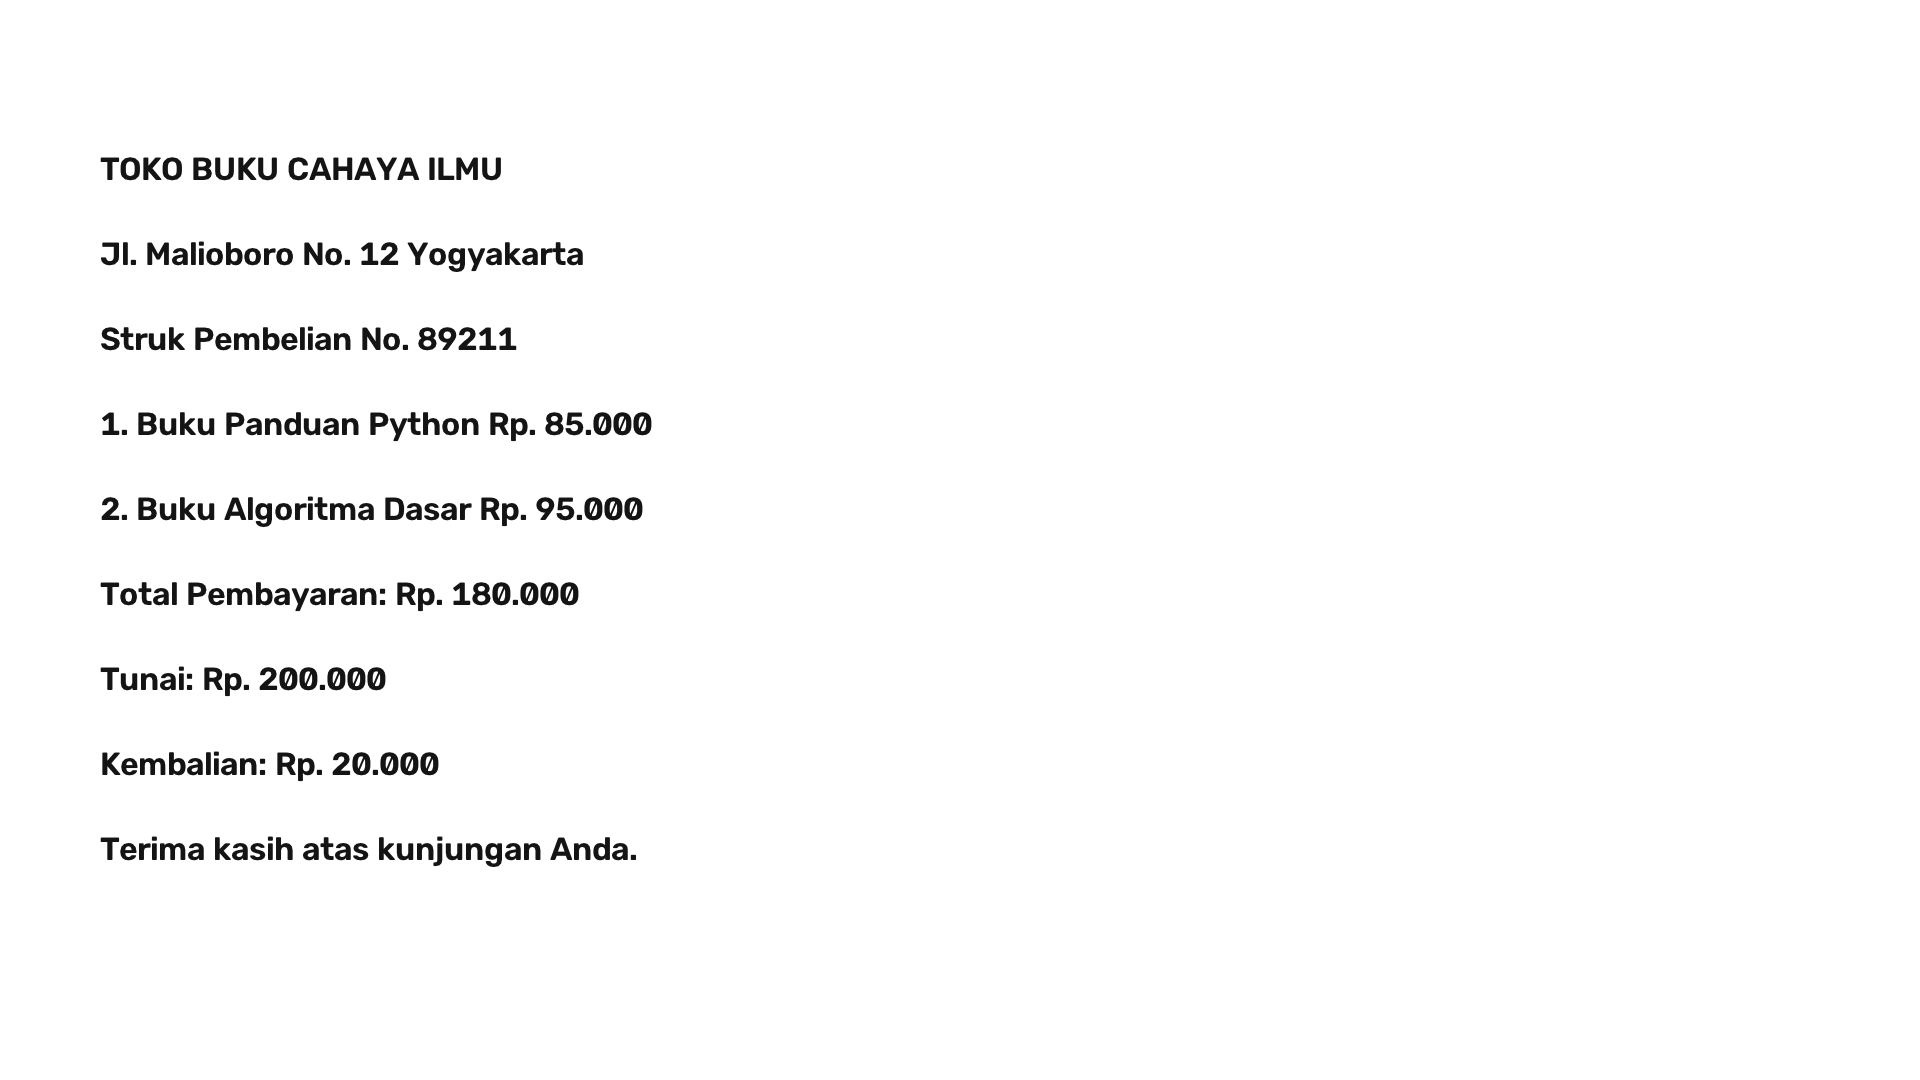 TOKO BUKU CAHAYA ILMU
Jl. Malioboro No. 12 Yogyakarta
Struk Pembelian No. 89211
1. Buku Panduan Python Rp. 85.000
2. Buku Algoritma Dasar Rp. 95.000
Total Pembayaran: Rp. 180.000
Tunai: Rp. 200.000
Kembalian: Rp. 20.000
Terima kasih atas kunjungan Anda.